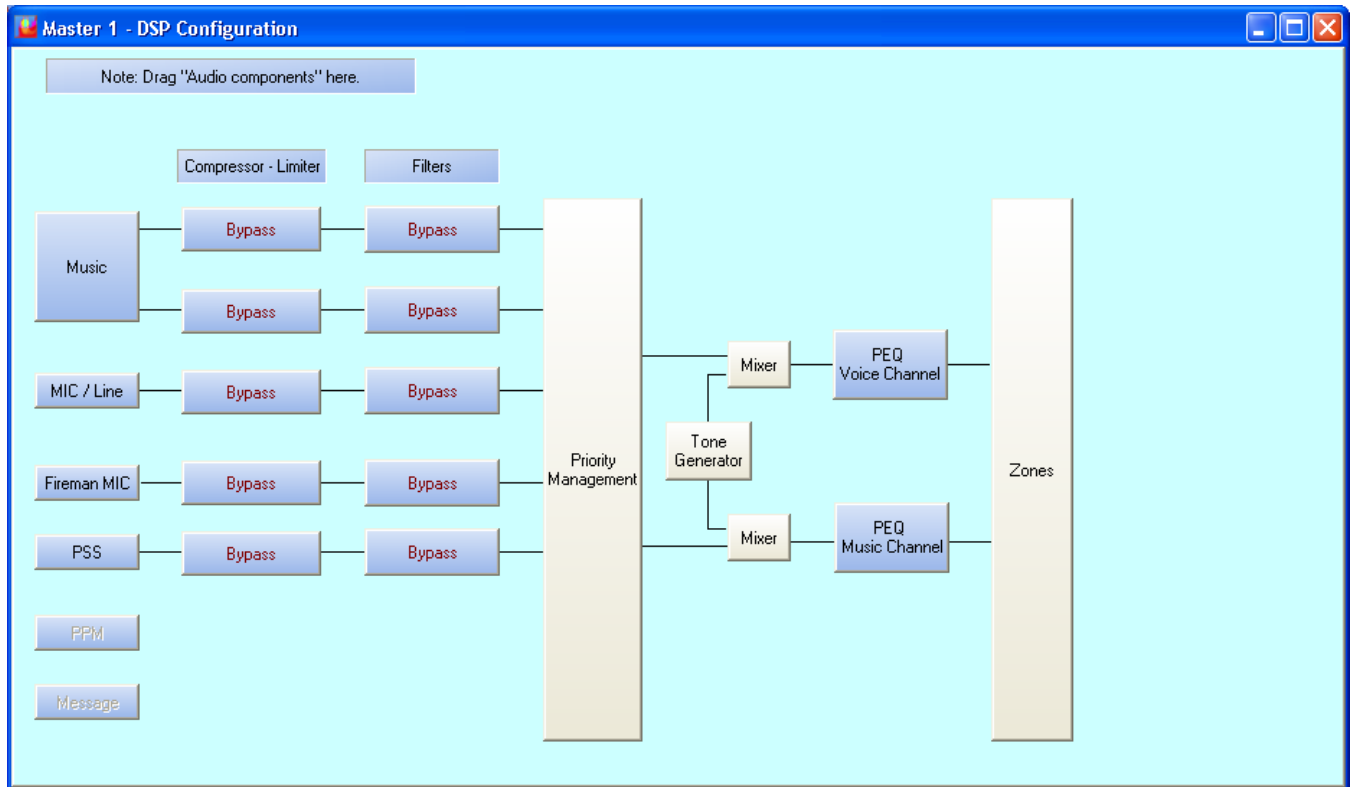 Master 1 - DSP Configuration
Note: Drag "Audio components" here.
Compressor - Limiter
Filters
Music
Bypass
Bypass
Bypass
Bypass
MIC / Line
Bypass
Bypass
Mixer
PEQ
Voice Channel
Tone
Generator
Priority
Management
Zones
Fireman MIC
Bypass
Bypass
PSS
Bypass
Bypass
Mixer
PEQ
Music Channel
PPM
Message